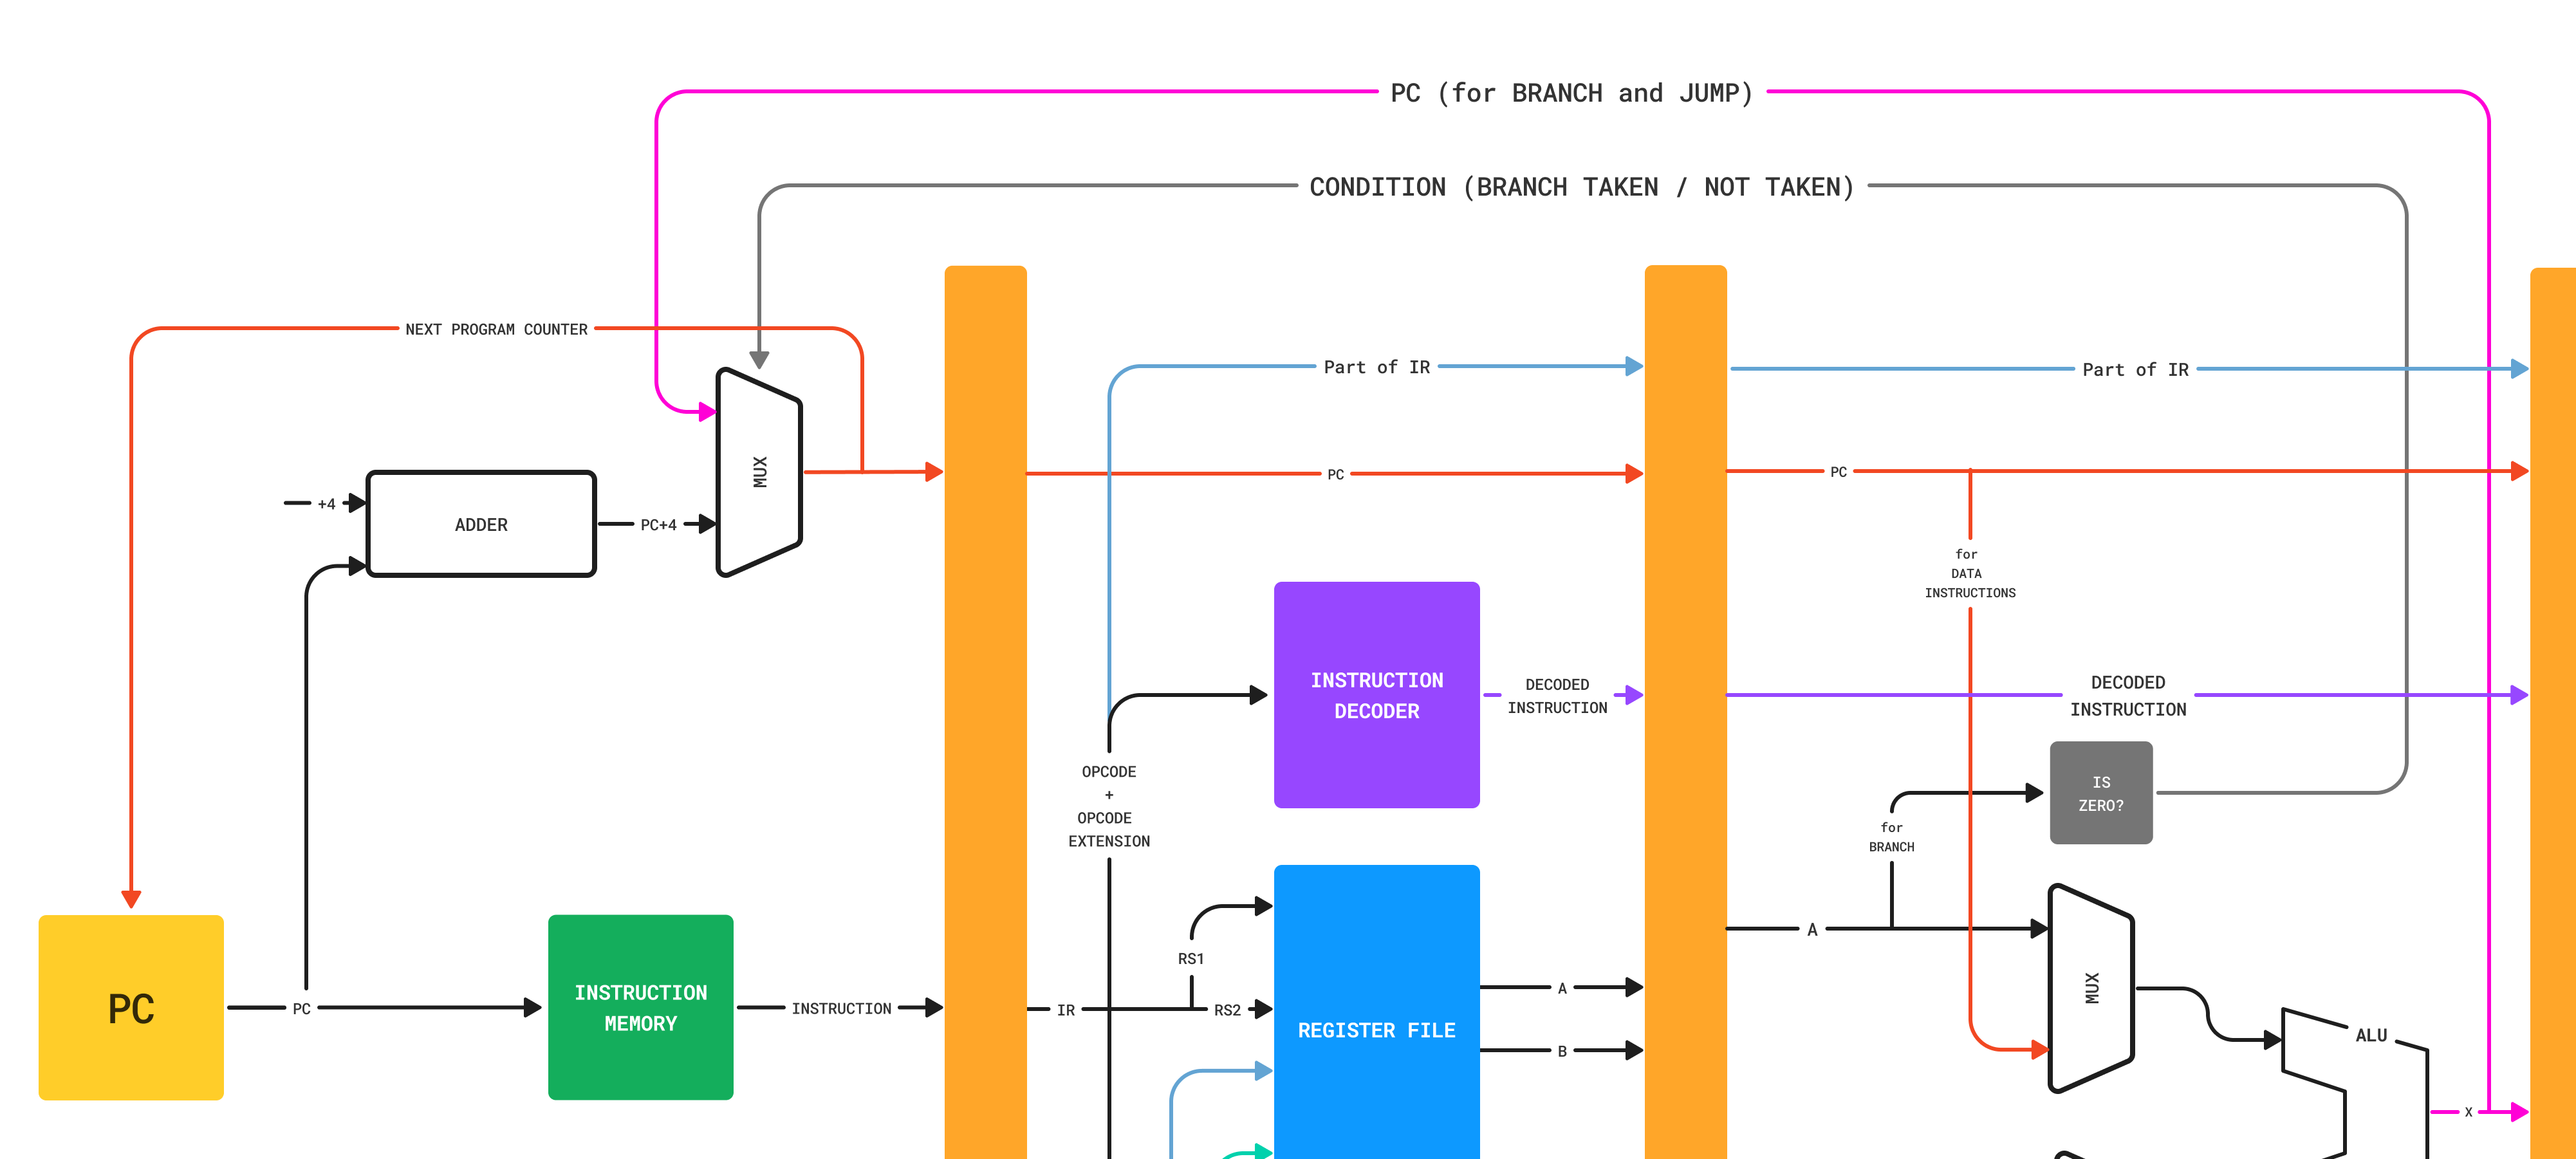 PC (for BRANCH and JUMP)
CONDITION (BRANCH TAKEN / NOT TAKEN)
NEXT PROGRAM COUNTER
Part of IR
Part of IR
MUX
PC
PC
+4
ADDER
PC+4
for
DATA
INSTRUCTIONS
INSTRUCTION
DECODER
DECODED
INSTRUCTION
DECODED
INSTRUCTION
OPCODE
+
OPCODE
EXTENSION
IS
ZERO?
for
BRANCH
A
RS1
PC
PC
INSTRUCTION
MEMORY
INSTRUCTION
IR
RS2
REGISTER FILE
A
B
MUX
ALU
X